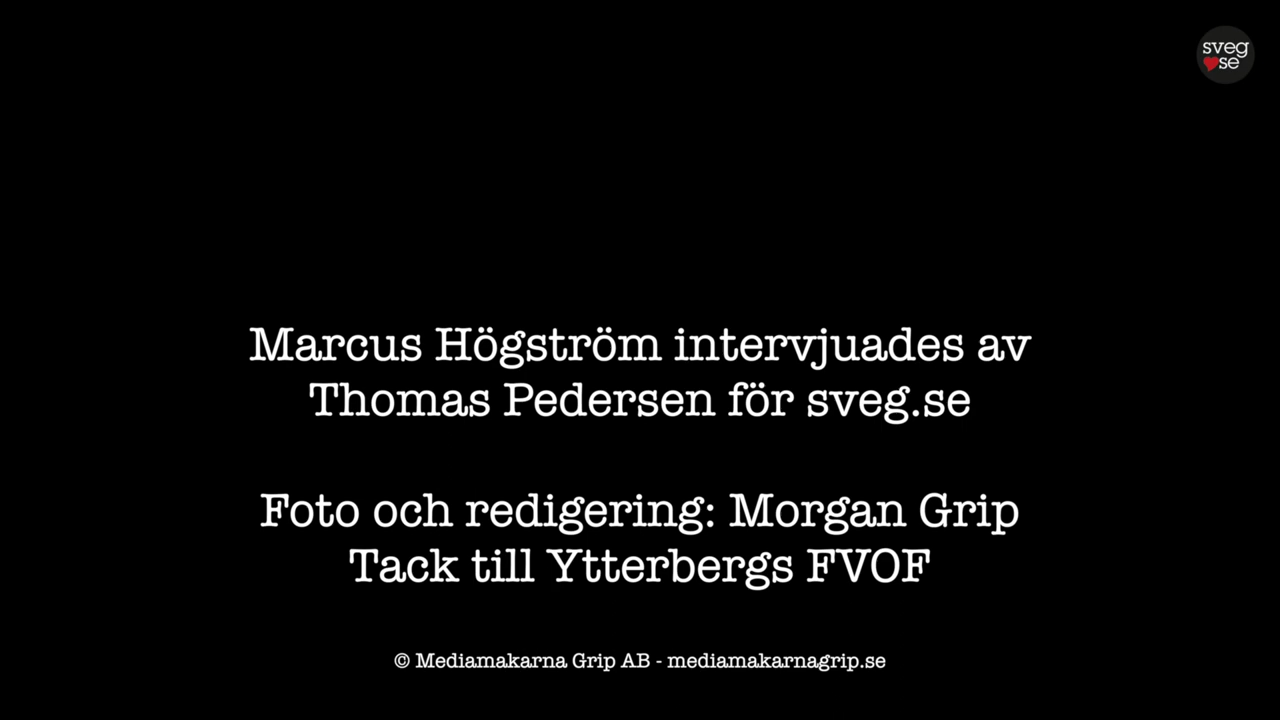 sveg
se
Marcus Högström intervjuades av
Thomas Pedersen för sveg.se
Foto och redigering: Morgan Grip
Tack till Ytterbergs FVOF
© Mediamakarna Grip AB - mediamakarnagrip.se